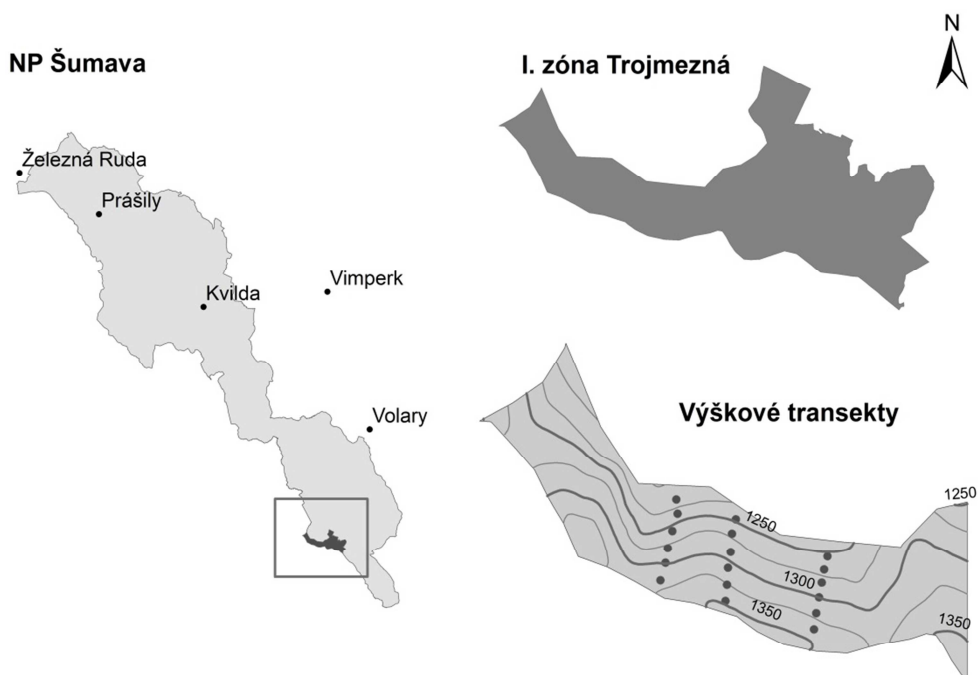 NP Šumava
Železná Ruda
Prášily
Kvilda
Vimperk
Volary
N
I. zóna Trojmezná
Výškové transekty
1250
1250
1300
1350
1350